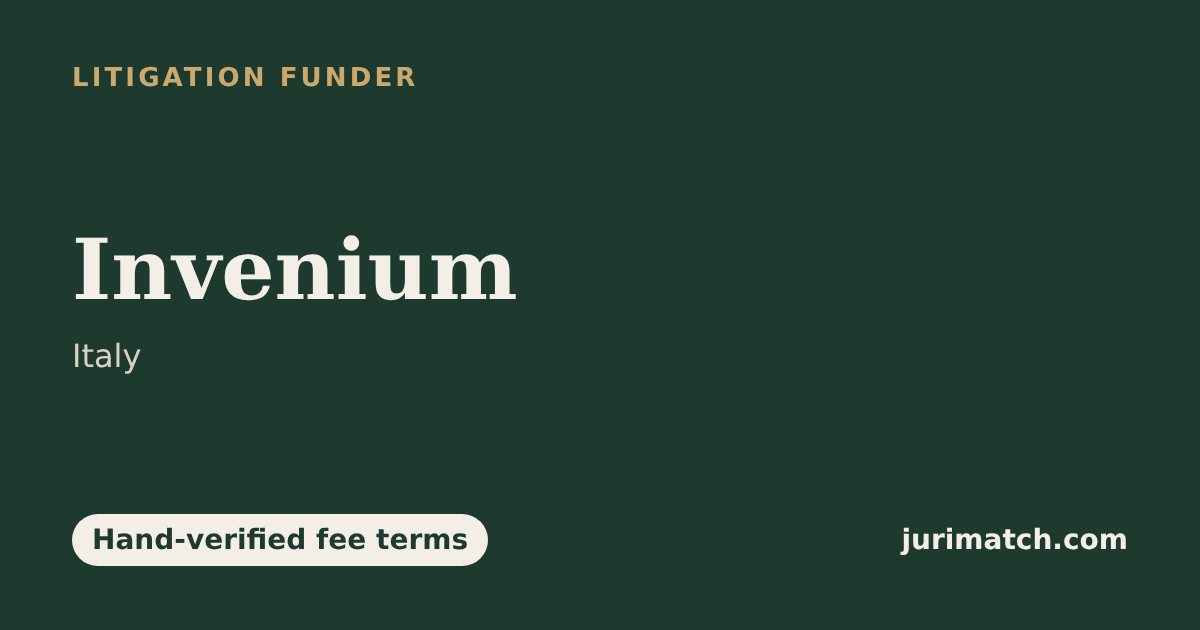 LITIGATION FUNDER
Invenium
Italy
Hand-verified fee terms
jurimatch.com